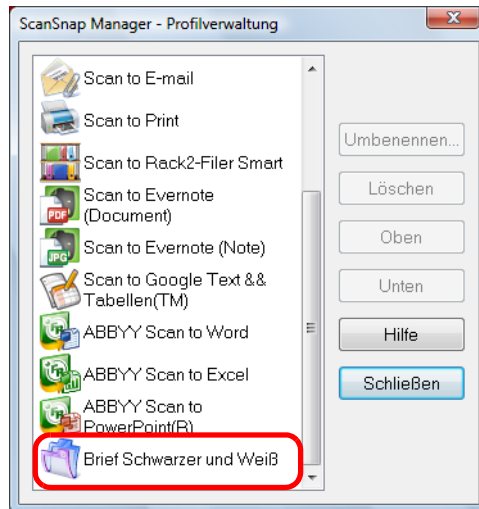 ScanSnap Manager - Profilverwaltung
Scan to E-mail
Scan to Print
Scan to Rack2-Filer Smart
PDF
Scan to Evernote
(Document)
JPG
Scan to Evernote (Note)
Scan to Google Text &&
Tabellen(TM)
ABBYY Scan to Word
ABBYY Scan to Excel
ABBYY Scan to
PowerPoint(R)
Brief Schwarzer und Weiß
Umbenennen...
Löschen
Oben
Unten
Hilfe
Schließen